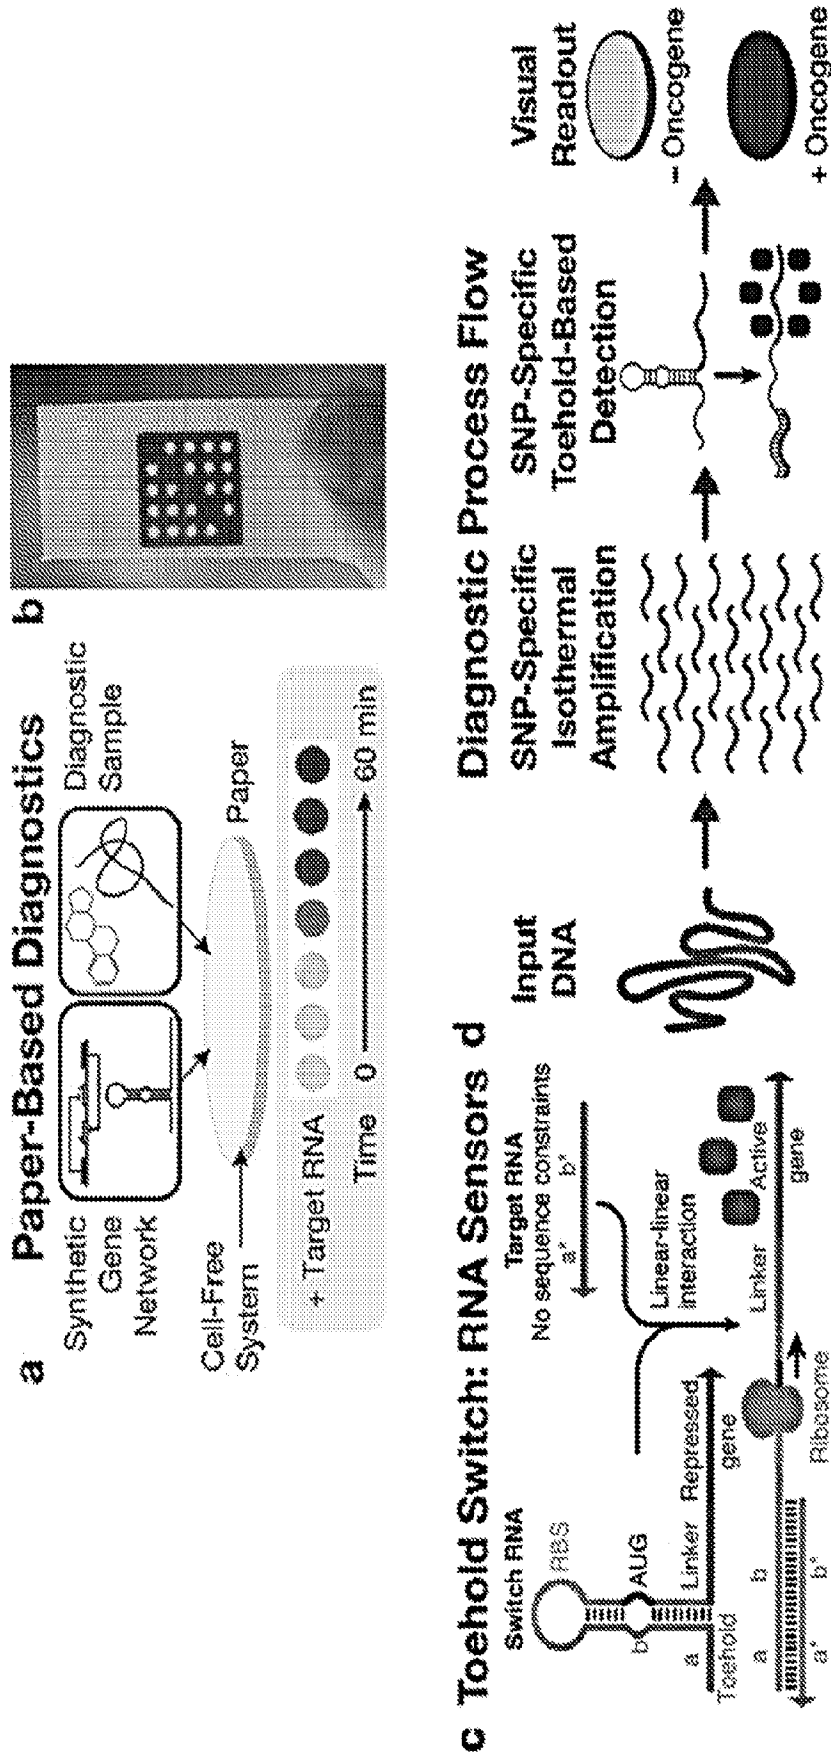 a Paper-Based Diagnostics
Synthetic
Gene
Network
Diagnostic
Sample
Cell-Free
System
Paper
+ Target RNA
Time 0 60 min
b
c Toehold Switch: RNA Sensors
Switch RNA
RBS
AUG
b
a
Linker
Repressed
gene
Toehold
Target RNA
No sequence constraints
a* b*
Linear-linear
interaction
Linker
Active
gene
a b
a* b*
Ribosome
d
Diagnostic Process Flow
Input
DNA
SNP-Specific
Isothermal
Amplification
SNP-Specific
Toehold-Based
Detection
Visual
Readout
– Oncogene
+ Oncogene